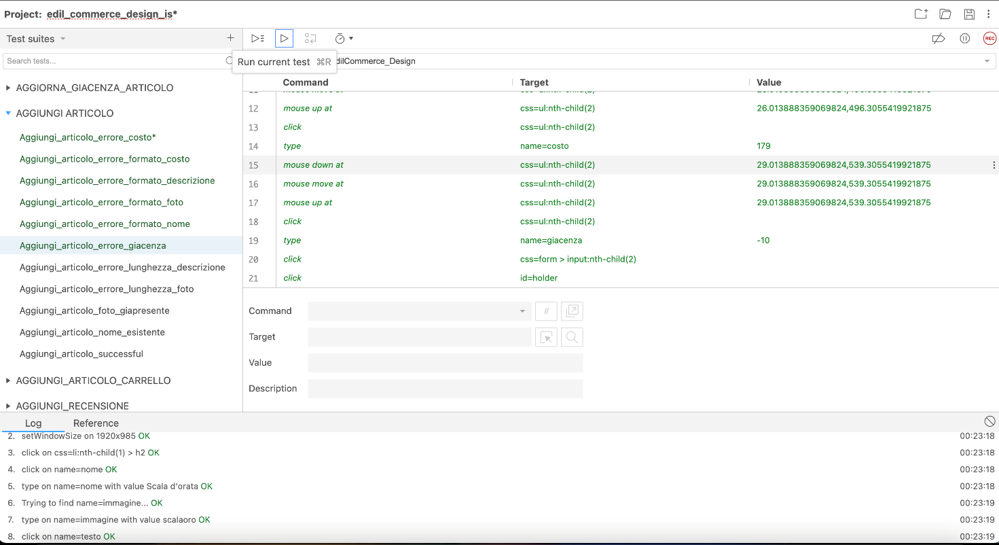 Project: edil_commerce_design_is*
Test suites
REC
Search tests...
Run current test ⌘R
dilCommerce_Design
Command Target Value
AGGIORNA_GIACENZA_ARTICOLO
AGGIUNGI ARTICOLO
Aggiungi_articolo_errore_costo*
Aggiungi_articolo_errore_formato_costo
Aggiungi_articolo_errore_formato_descrizione
Aggiungi_articolo_errore_formato_foto
Aggiungi_articolo_errore_formato_nome
Aggiungi_articolo_errore_giacenza
Aggiungi_articolo_errore_lunghezza_descrizione
Aggiungi_articolo_errore_lunghezza_foto
Aggiungi_articolo_foto_giapresente
Aggiungi_articolo_nome_esistente
Aggiungi_articolo_successful
AGGIUNGI_ARTICOLO_CARRELLO
AGGIUNGI_RECENSIONE
12 mouse up at css=ul:nth-child(2) 26.013888359069824,496.3055419921875
13 click css=ul:nth-child(2)
14 type name=costo 179
15 mouse down at css=ul:nth-child(2) 29.013888359069824,539.3055419921875
16 mouse move at css=ul:nth-child(2) 29.013888359069824,539.3055419921875
17 mouse up at css=ul:nth-child(2) 29.013888359069824,539.3055419921875
18 click css=ul:nth-child(2)
19 type name=giacenza -10
20 click css=form > input:nth-child(2)
21 click id=holder
Command //
Target
Value
Description
Log Reference
2. setWindowSize on 1920x985 OK 00:23:18
3. click on css=li:nth-child(1) > h2 OK 00:23:18
4. click on name=nome OK 00:23:18
5. type on name=nome with value Scala d'orata OK 00:23:18
6. Trying to find name=immagine... OK 00:23:19
7. type on name=immagine with value scalaoro OK 00:23:19
8. click on name=testo OK 00:23:19